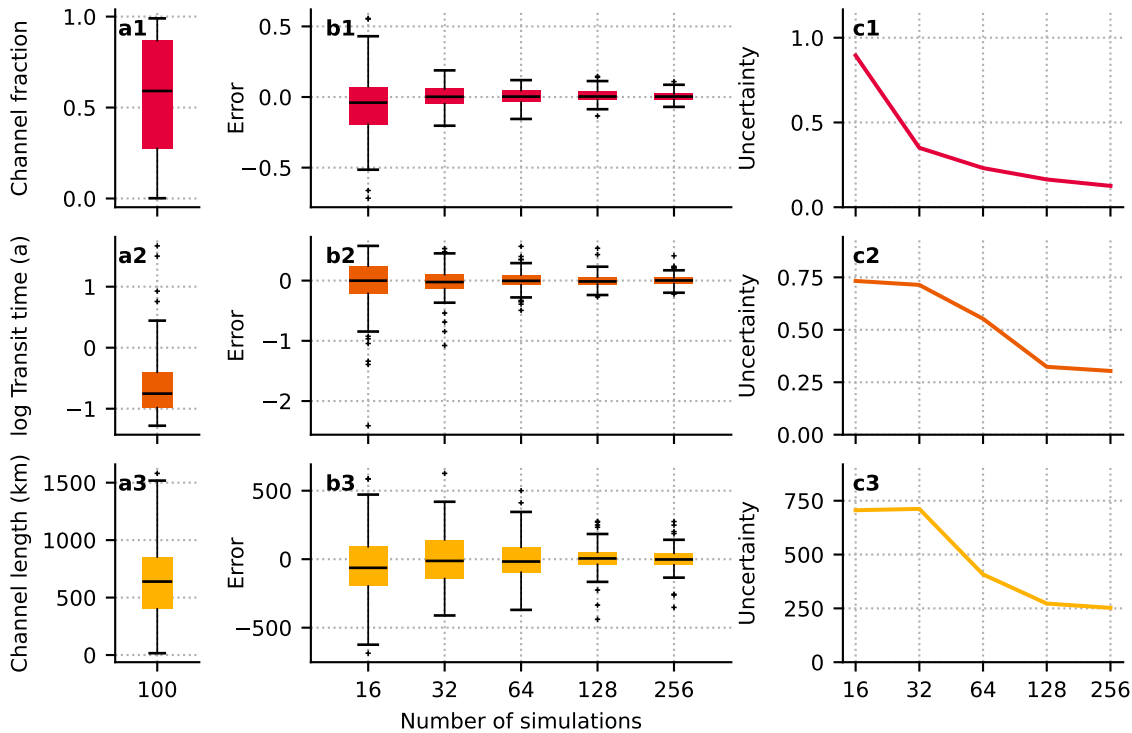 Channel fraction
1.0
0.5
0.0
a1
Error
0.5
0.0
−0.5
b1
Uncertainty
1.0
0.5
0.0
c1
log Transit time (a)
1
0
−1
a2
Error
0
−1
−2
b2
Uncertainty
0.75
0.50
0.25
0.00
c2
Channel length (km)
1500
1000
500
0
a3
100
Error
500
0
−500
b3
16 32 64 128 256
Number of simulations
Uncertainty
750
500
250
0
c3
16 32 64 128 256